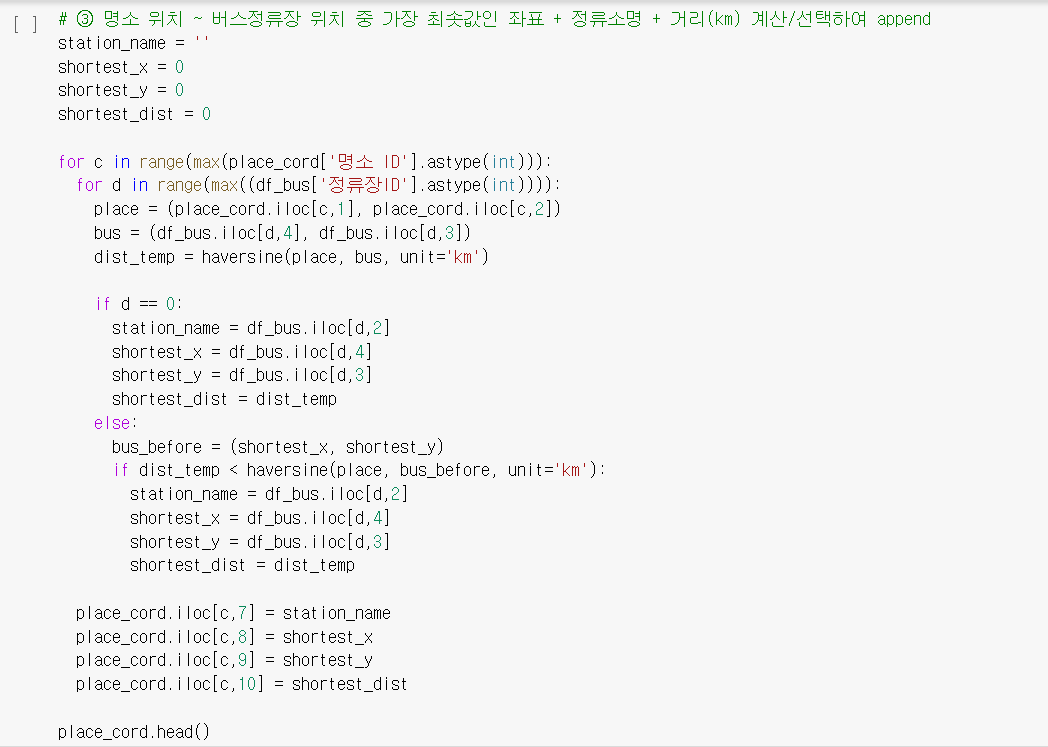 [ ]
# ③ 명소 위치 ~ 버스정류장 위치 중 가장 최솟값인 좌표 + 정류소명 + 거리(km) 계산/선택하여 append
station_name = ''
shortest_x = 0
shortest_y = 0
shortest_dist = 0

for c in range(max(place_cord['명소 ID'].astype(int))):
  for d in range(max((df_bus['정류장ID'].astype(int)))):
    place = (place_cord.iloc[c,1], place_cord.iloc[c,2])
    bus = (df_bus.iloc[d,4], df_bus.iloc[d,3])
    dist_temp = haversine(place, bus, unit='km')

    if d == 0:
      station_name = df_bus.iloc[d,2]
      shortest_x = df_bus.iloc[d,4]
      shortest_y = df_bus.iloc[d,3]
      shortest_dist = dist_temp
    else:
      bus_before = (shortest_x, shortest_y)
      if dist_temp < haversine(place, bus_before, unit='km'):
        station_name = df_bus.iloc[d,2]
        shortest_x = df_bus.iloc[d,4]
        shortest_y = df_bus.iloc[d,3]
        shortest_dist = dist_temp

  place_cord.iloc[c,7] = station_name
  place_cord.iloc[c,8] = shortest_x
  place_cord.iloc[c,9] = shortest_y
  place_cord.iloc[c,10] = shortest_dist

place_cord.head()